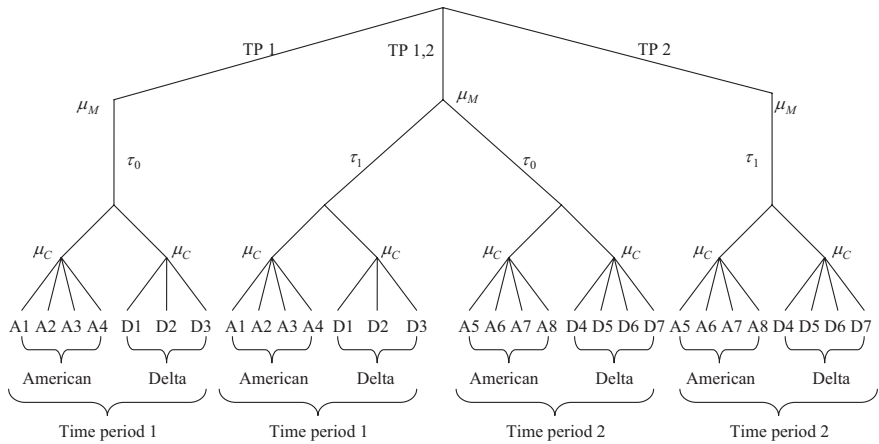 TP 1 TP 1,2 TP 2
μM μM μM
τ0 τ1 τ0 τ1
μC μC μC μC μC μC μC μC
A1 A2 A3 A4 D1 D2 D3 A1 A2 A3 A4 D1 D2 D3 A5 A6 A7 A8 D4 D5 D6 D7 A5 A6 A7 A8 D4 D5 D6 D7
American Delta American Delta American Delta American Delta
Time period 1 Time period 1 Time period 2 Time period 2